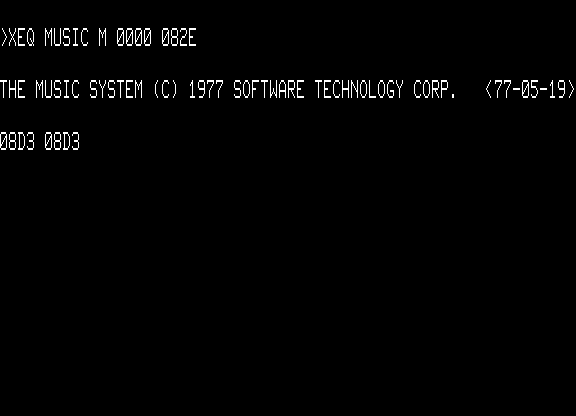 >XEQ MUSIC M 0000 082E
THE MUSIC SYSTEM (C) 1977 SOFTWARE TECHNOLOGY CORP.   <77-05-19>
08D3 08D3